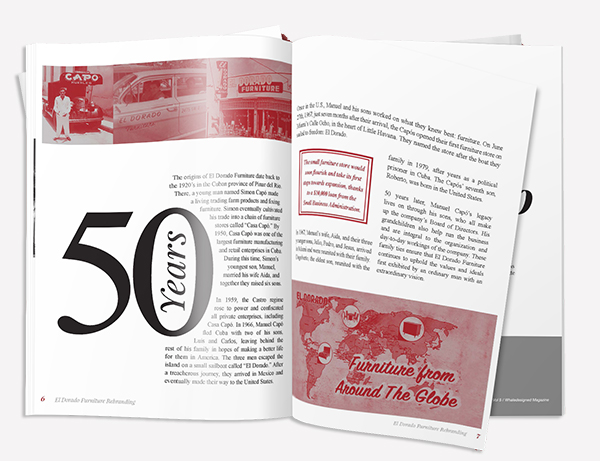 CAPO
MUEBLES
EL DORADO
DORADO
FURNITURE
50
Years
The origins of El Dorado Furniture date back to
the 1920's in the Cuban province of Pinar del Rio.
There, a young man named Simon Capó made
a living trading farm products and fixing
furniture. Simon eventually cultivated
his trade into a chain of furniture
stores called "Casa Capó." By
1959, Casa Capó was one of the
largest furniture manufacturing
and retail enterprises in Cuba.
During this time, Simon's
youngest son, Manuel,
married his wife Aida, and
together they raised six sons.
In 1959, the Castro regime
rose to power and confiscated
all private enterprises, including
Casa Capó. In 1966, Manuel Capó
fled Cuba with two of his sons,
Luis and Carlos, leaving behind the
rest of his family in hopes of making a better life
for them in America. The three men escaped the
island on a small sailboat called "El Dorado." After
a treacherous journey, they arrived in Mexico and
eventually made their way to the United States.
6 El Dorado Furniture Rebranding
Once at the U.S., Manuel and his sons worked on what they knew best: furniture. On June
27th, 1967, just seven months after their arrival, the Capós opened their first furniture store on
Miami's Calle Ocho, in the heart of Little Havana. They named the store after the boat they
sailed to freedom: El Dorado.
The small furniture store would
soon flourish and take its first
steps towards expansion, thanks
to a $10,000 loan from the
Small Business Administration.
In 1967, Manuel's wife, Aida, and their three
youngest sons, Julio, Pedro, and Jesus, arrived
to Miami and were reunited with their family.
the oldest son, reunited with the
family in 1979, after years as a political
prisoner in Cuba. The Capós' seventh son,
Roberto, was born in the United States.
50 years later, Manuel Capó's legacy
lives on through his sons, who all make
up the company's Board of Directors. His
grandchildren also help run the business
and are integral to the organization and
day-to-day workings of the company. These
family ties ensure that El Dorado Furniture
continues to uphold the values and ideals
first exhibited by an ordinary man with an
extraordinary vision.
EL DORADO
Furniture from
Around The Globe
El Dorado Furniture Rebranding 7
Whatsdesigned Magazine